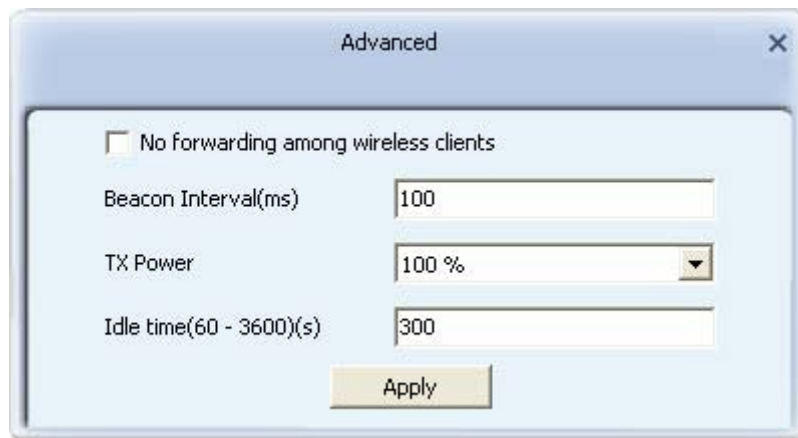 Advanced
No forwarding among wireless clients
Beacon Interval(ms) 100
TX Power 100 %
Idle time(60 - 3600)(s) 300
Apply